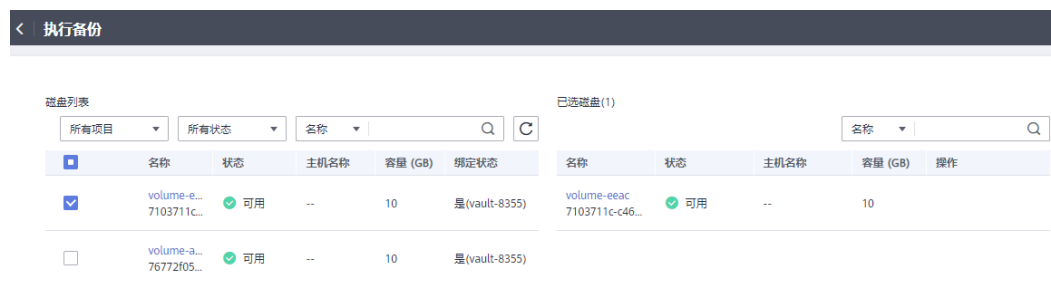 执行备份
磁盘列表
已选磁盘(1)
所有项目 所有状态 名称
名称
名称 状态 主机名称 容量 (GB) 绑定状态
名称 状态 主机名称 容量 (GB) 操作
volume-e... 可用 -- 10 是(vault-8355)
7103711c...
volume-eeac 可用 -- 10
7103711c-c46...
volume-a... 可用 -- 10 是(vault-8355)
76772f05...